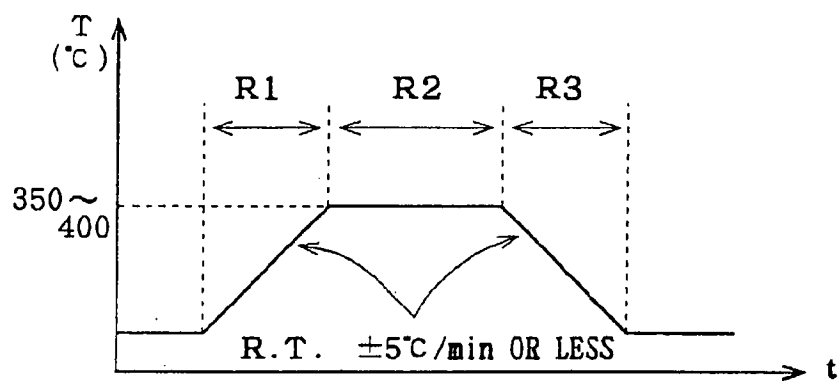 T
(°C)
R1 R2 R3
350～
400
R.T. ±5°C/min OR LESS
t